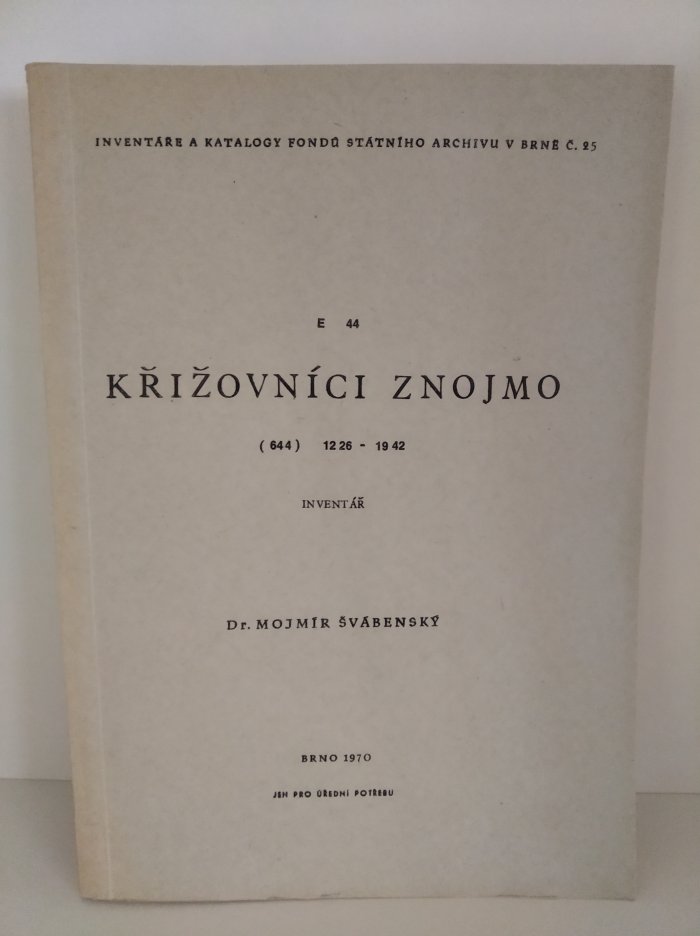 INVENTÁŘE A KATALOGY FONDŮ STÁTNÍHO ARCHIVU V BRNĚ Č. 25
E 44
KŘIŽOVNÍCI ZNOJMO
(644) 1226 - 1942
INVENTÁŘ
Dr. MOJMÍR ŠVÁBENSKÝ
BRNO 1970
JEN PRO ÚŘEDNÍ POTŘEBU